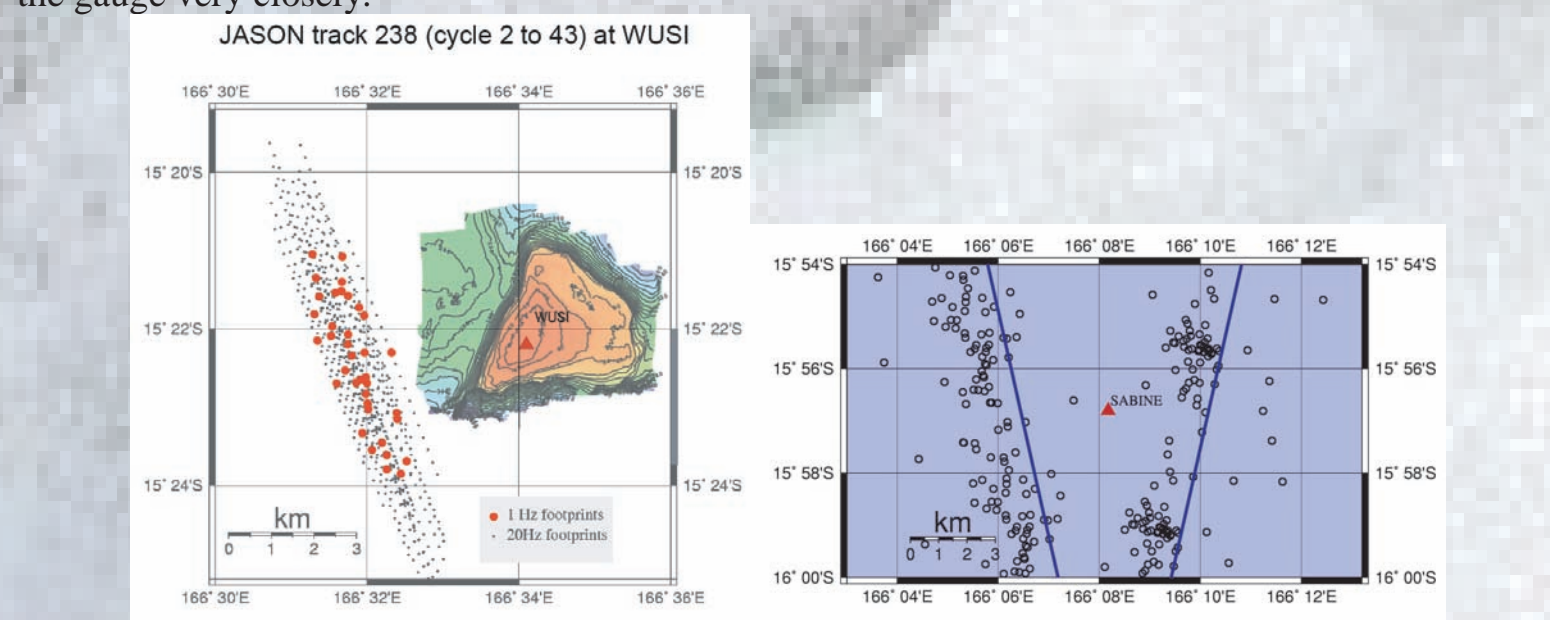 the gauge very closely.
JASON track 238 (cycle 2 to 43) at WUSI
166˚ 30'E 166˚ 32'E 166˚ 34'E 166˚ 36'E
15˚ 20'S 15˚ 20'S
WUSI
15˚ 22'S 15˚ 22'S
15˚ 24'S 15˚ 24'S
1 Hz footprints
20Hz footprints
km
0 1 2 3
166˚ 30'E 166˚ 32'E 166˚ 34'E 166˚ 36'E
166˚ 04'E 166˚ 06'E 166˚ 08'E 166˚ 10'E 166˚ 12'E
15˚ 54'S 15˚ 54'S
15˚ 56'S 15˚ 56'S
SABINE
15˚ 58'S 15˚ 58'S
km
0 1 2 3
16˚ 00'S 16˚ 00'S
166˚ 04'E 166˚ 06'E 166˚ 08'E 166˚ 10'E 166˚ 12'E